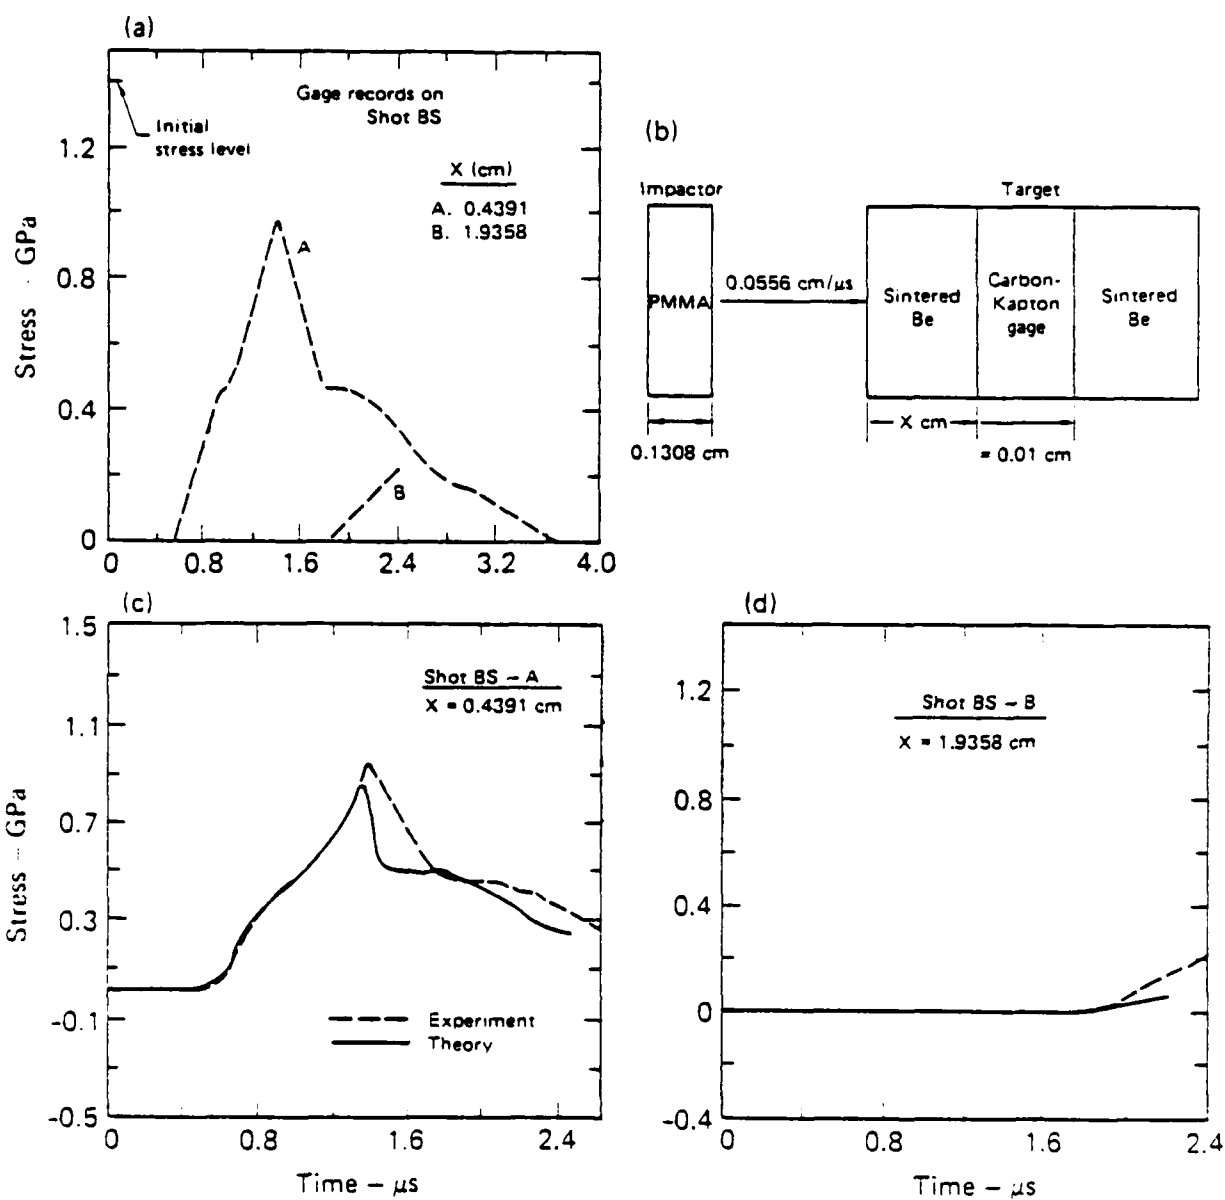 (a)
Gage records on
Shot BS
Initial
stress level
X (cm)
A. 0.4391
B. 1.9358
A
B
Stress - GPa
1.2
0.8
0.4
0
0 0.8 1.6 2.4 3.2 4.0
(b)
Impactor
Target
PMMA
0.0556 cm/μs
Sintered
Be
Carbon-
Kapton
gage
Sintered
Be
X cm
0.1308 cm
= 0.01 cm
(c)
Shot BS – A
X = 0.4391 cm
Experiment
Theory
Stress – GPa
1.5
1.1
0.7
0.3
-0.1
-0.5
0 0.8 1.6 2.4
Time – μs
(d)
Shot BS – B
X = 1.9358 cm
1.2
0.8
0.4
0
-0.4
0 0.8 1.6 2.4
Time – μs